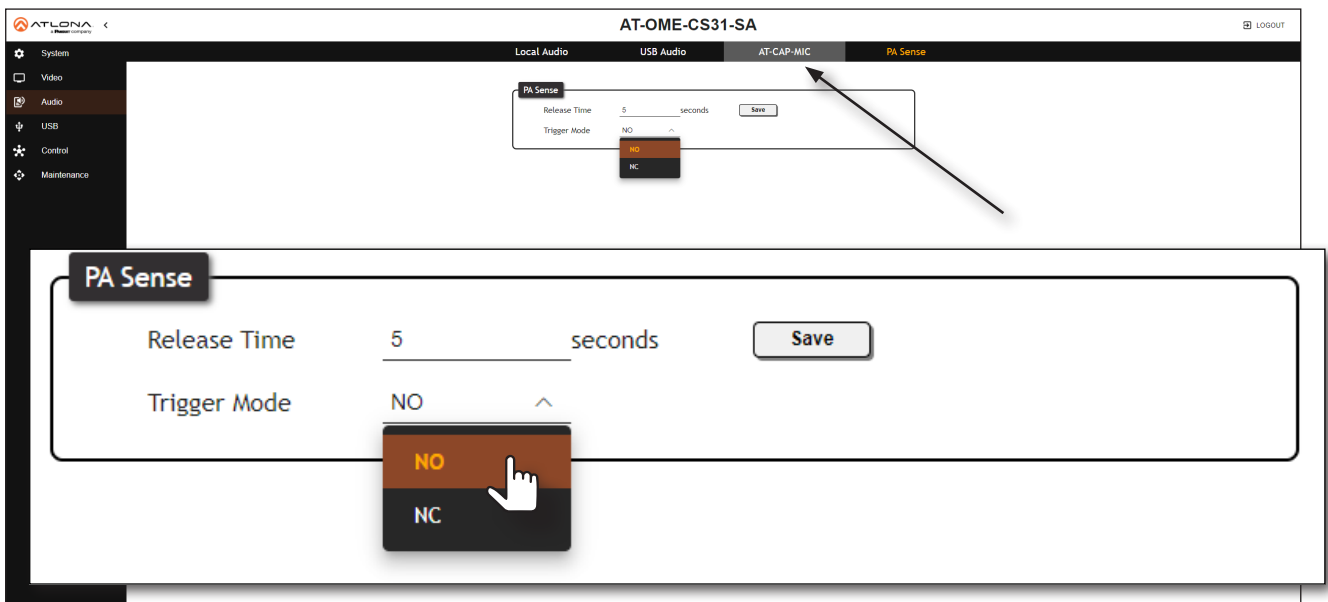 ATLONA
a Panduit company
AT-OME-CS31-SA
LOGOUT
System
Video
Audio
USB
Control
Maintenance
Local Audio
USB Audio
AT-CAP-MIC
PA Sense
PA Sense
Release Time
5
seconds
Save
Trigger Mode
NO
NO
NC
PA Sense
Release Time
5
seconds
Save
Trigger Mode
NO
NO
NC